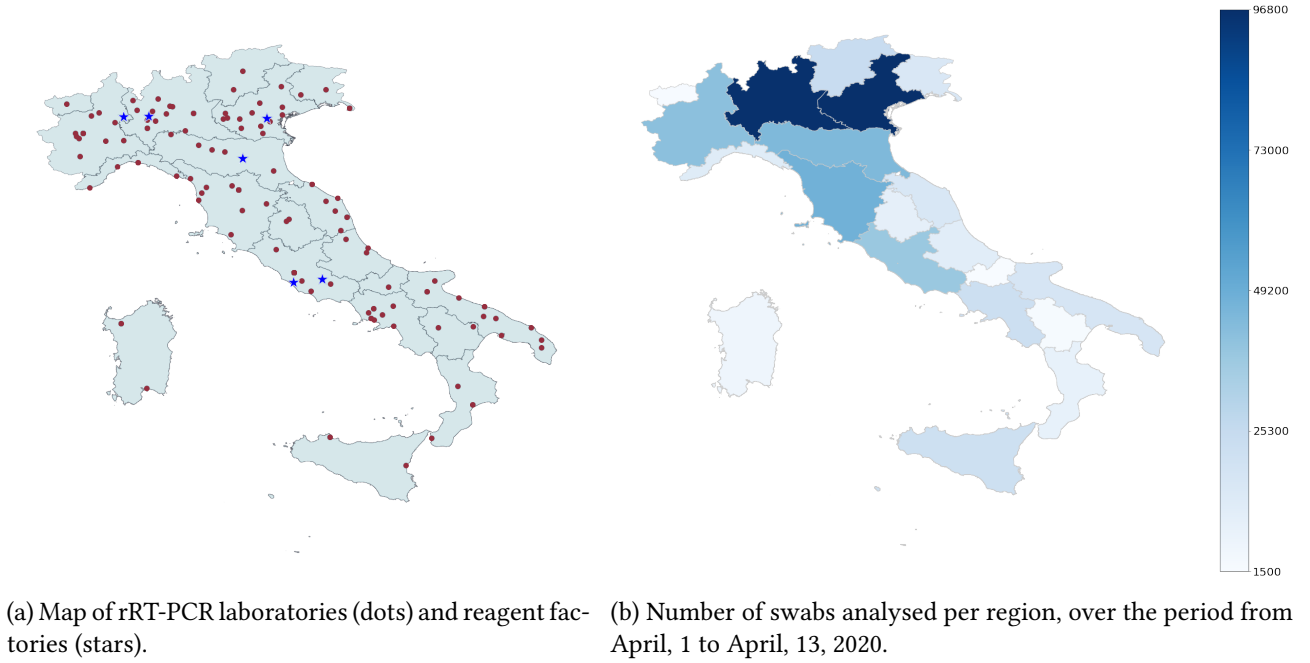 96800
73000
49200
25300
1500
(a) Map of rRT-PCR laboratories (dots) and reagent fac-
tories (stars).
(b) Number of swabs analysed per region, over the period from
April, 1 to April, 13, 2020.